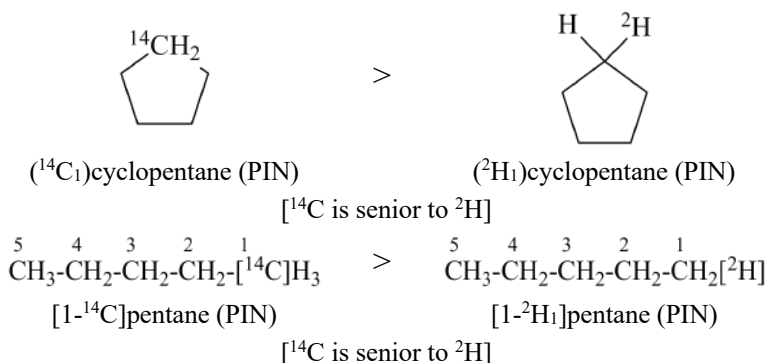 ¹⁴CH₂ > H ²H
(¹⁴C₁)cyclopentane (PIN) (²H₁)cyclopentane (PIN)
[¹⁴C is senior to ²H]
5 4 3 2 1 5 4 3 2 1
CH₃-CH₂-CH₂-CH₂-[¹⁴C]H₃ > CH₃-CH₂-CH₂-CH₂-CH₂[²H]
[1-¹⁴C]pentane (PIN) [1-²H₁]pentane (PIN)
[¹⁴C is senior to ²H]